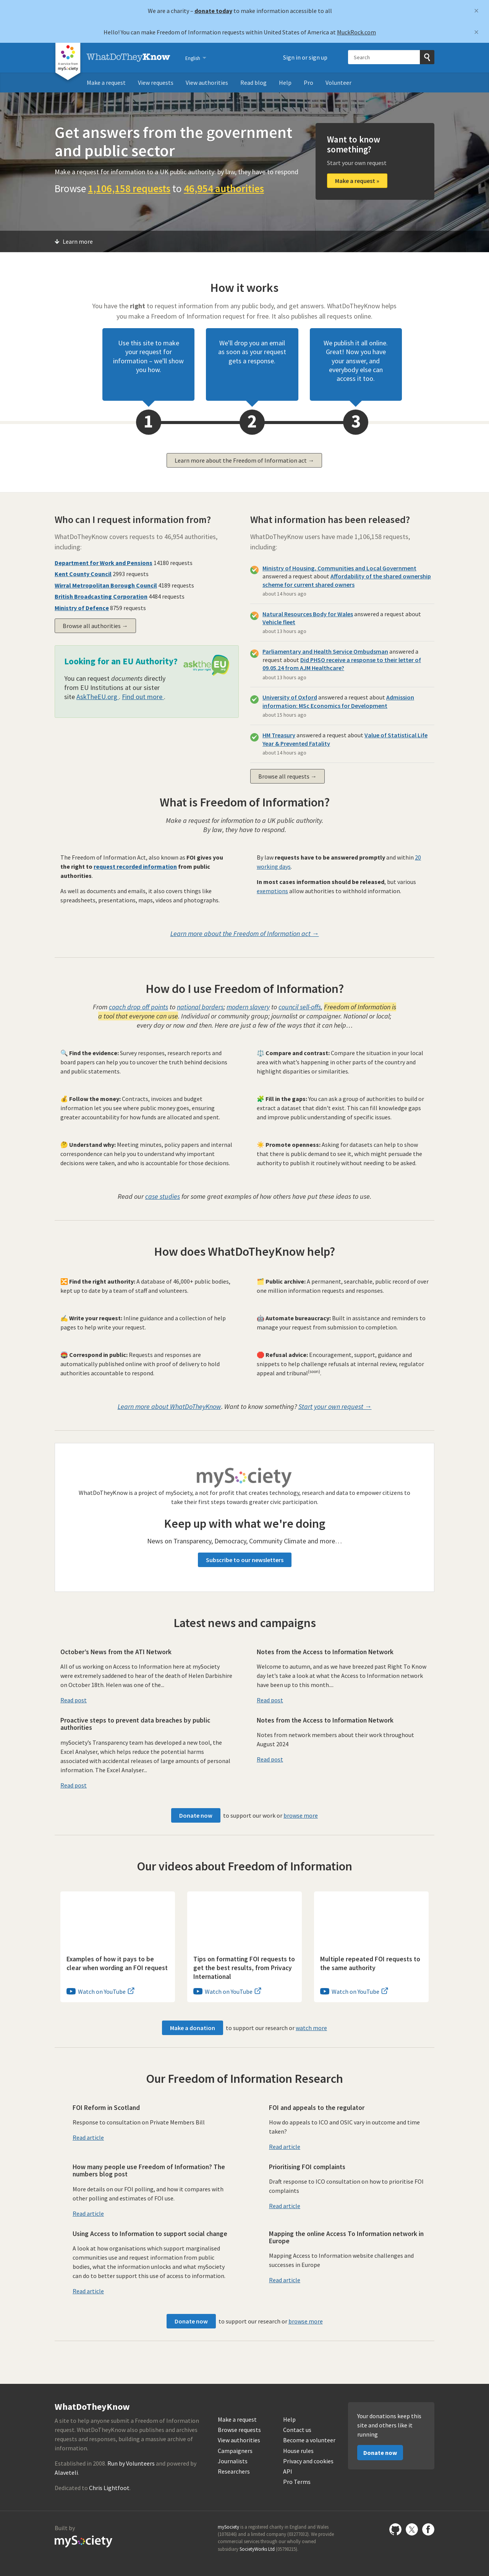 We are a charity – donate today to make information accessible to all
×
Hello! You can make Freedom of Information requests within United States of America at MuckRock.com
×
a service from mySociety
WhatDoTheyKnow
English
Sign in or sign up
Search
Make a request
View requests
View authorities
Read blog
Help
Pro
Volunteer
Get answers from the government
and public sector
Make a request for information to a UK public authority: by law, they have to respond
Browse 1,106,158 requests to 46,954 authorities
Want to know
something?
Start your own request
Make a request »
Learn more
How it works
You have the right to request information from any public body, and get answers. WhatDoTheyKnow helps
you make a Freedom of Information request for free. It also publishes all requests online.
Use this site to make
your request for
information – we'll show
you how.
We'll drop you an email
as soon as your request
gets a response.
We publish it all online.
Great! Now you have
your answer, and
everybody else can
access it too.
1
2
3
Learn more about the Freedom of Information act →
Who can I request information from?
WhatDoTheyKnow covers requests to 46,954 authorities,
including:
Department for Work and Pensions 14180 requests
Kent County Council 2993 requests
Wirral Metropolitan Borough Council 4189 requests
British Broadcasting Corporation 4484 requests
Ministry of Defence 8759 requests
Browse all authorities →
Looking for an EU Authority?
asktheEU
You can request documents directly
from EU Institutions at our sister
site AskTheEU.org . Find out more .
What information has been released?
WhatDoTheyKnow users have made 1,106,158 requests,
including:
Ministry of Housing, Communities and Local Government
answered a request about Affordability of the shared ownership
scheme for current shared owners
about 14 hours ago
Natural Resources Body for Wales answered a request about
Vehicle fleet
about 13 hours ago
Parliamentary and Health Service Ombudsman answered a
request about Did PHSO receive a response to their letter of
09.05.24 from AJM Healthcare?
about 13 hours ago
University of Oxford answered a request about Admission
information: MSc Economics for Development
about 15 hours ago
HM Treasury answered a request about Value of Statistical Life
Year & Prevented Fatality
about 14 hours ago
Browse all requests →
What is Freedom of Information?
Make a request for information to a UK public authority.
By law, they have to respond.
The Freedom of Information Act, also known as FOI gives you
the right to request recorded information from public
authorities.
As well as documents and emails, it also covers things like
spreadsheets, presentations, maps, videos and photographs.
By law requests have to be answered promptly and within 20
working days.
In most cases information should be released, but various
exemptions allow authorities to withhold information.
Learn more about the Freedom of Information act →
How do I use Freedom of Information?
From coach drop off points to national borders; modern slavery to council sell-offs, Freedom of Information is
a tool that everyone can use. Individual or community group; journalist or campaigner. National or local;
every day or now and then. Here are just a few of the ways that it can help…
Find the evidence: Survey responses, research reports and
board papers can help you to uncover the truth behind decisions
and public statements.
Compare and contrast: Compare the situation in your local
area with what's happening in other parts of the country and
highlight disparities or similarities.
Follow the money: Contracts, invoices and budget
information let you see where public money goes, ensuring
greater accountability for how funds are allocated and spent.
Fill in the gaps: You can ask a group of authorities to build or
extract a dataset that didn't exist. This can fill knowledge gaps
and improve public understanding of specific issues.
Understand why: Meeting minutes, policy papers and internal
correspondence can help you to understand why important
decisions were taken, and who is accountable for those decisions.
Promote openness: Asking for datasets can help to show
that there is public demand to see it, which might persuade the
authority to publish it routinely without needing to be asked.
Read our case studies for some great examples of how others have put these ideas to use.
How does WhatDoTheyKnow help?
Find the right authority: A database of 46,000+ public bodies,
kept up to date by a team of staff and volunteers.
Public archive: A permanent, searchable, public record of over
one million information requests and responses.
Write your request: Inline guidance and a collection of help
pages to help write your request.
Automate bureaucracy: Built in assistance and reminders to
manage your request from submission to completion.
Correspond in public: Requests and responses are
automatically published online with proof of delivery to hold
authorities accountable to respond.
Refusal advice: Encouragement, support, guidance and
snippets to help challenge refusals at internal review, regulator
appeal and tribunal(soon!).
Learn more about WhatDoTheyKnow. Want to know something? Start your own request →
mySociety
WhatDoTheyKnow is a project of mySociety, a not for profit that creates technology, research and data to empower citizens to
take their first steps towards greater civic participation.
Keep up with what we're doing
News on Transparency, Democracy, Community Climate and more…
Subscribe to our newsletters
Latest news and campaigns
October's News from the ATI Network
All of us working on Access to Information here at mySociety
were extremely saddened to hear of the death of Helen Darbishire
on October 18th. Helen was one of the...
Read post
Notes from the Access to Information Network
Welcome to autumn, and as we have breezed past Right To Know
day let's take a look at what the Access to Information network
have been up to this month....
Read post
Proactive steps to prevent data breaches by public
authorities
mySociety's Transparency team has developed a new tool, the
Excel Analyser, which helps reduce the potential harms
associated with accidental releases of large amounts of personal
information. The Excel Analyser...
Read post
Notes from the Access to Information Network
Notes from network members about their work throughout
August 2024
Read post
Donate now to support our work or browse more
Our videos about Freedom of Information
Examples of how it pays to be
clear when wording an FOI request
Watch on YouTube
Tips on formatting FOI requests to
get the best results, from Privacy
International
Watch on YouTube
Multiple repeated FOI requests to
the same authority
Watch on YouTube
Make a donation to support our research or watch more
Our Freedom of Information Research
FOI Reform in Scotland
Response to consultation on Private Members Bill
Read article
FOI and appeals to the regulator
How do appeals to ICO and OSIC vary in outcome and time
taken?
Read article
How many people use Freedom of Information? The
numbers blog post
More details on our FOI polling, and how it compares with
other polling and estimates of FOI use.
Read article
Prioritising FOI complaints
Draft response to ICO consultation on how to prioritise FOI
complaints
Read article
Using Access to Information to support social change
A look at how organisations which support marginalised
communities use and request information from public
bodies, what the information unlocks and what mySociety
can do to better support this use of access to information.
Read article
Mapping the online Access To Information network in
Europe
Mapping Access to Information website challenges and
successes in Europe
Read article
Donate now to support our research or browse more
WhatDoTheyKnow
A site to help anyone submit a Freedom of Information
request. WhatDoTheyKnow also publishes and archives
requests and responses, building a massive archive of
information.
Established in 2008. Run by Volunteers and powered by
Alaveteli.
Dedicated to Chris Lightfoot.
Make a request
Browse requests
View authorities
Campaigners
Journalists
Researchers
Help
Contact us
Become a volunteer
House rules
Privacy and cookies
API
Pro Terms
Your donations keep this
site and others like it
running
Donate now
Built by
mySociety
mySociety is a registered charity in England and Wales
(1076346) and a limited company (03277032). We provide
commercial services through our wholly owned
subsidiary SocietyWorks Ltd (05798215).